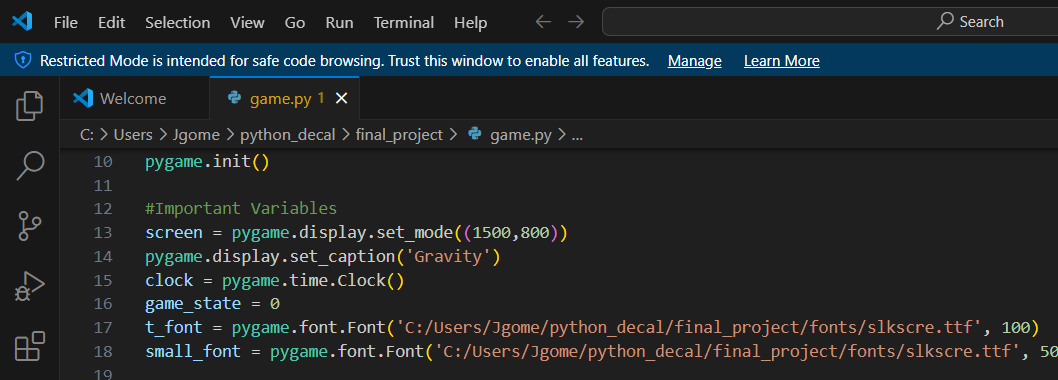 File Edit Selection View Go Run Terminal Help Search
Restricted Mode is intended for safe code browsing. Trust this window to enable all features. Manage Learn More
Welcome game.py 1
C: > Users > Jgome > python_decal > final_project > game.py > ...
10 pygame.init()
11
12 #Important Variables
13 screen = pygame.display.set_mode((1500,800))
14 pygame.display.set_caption('Gravity')
15 clock = pygame.time.Clock()
16 game_state = 0
17 t_font = pygame.font.Font('C:/Users/Jgome/python_decal/final_project/fonts/slkscre.ttf', 100)
18 small_font = pygame.font.Font('C:/Users/Jgome/python_decal/final_project/fonts/slkscre.ttf', 50
19